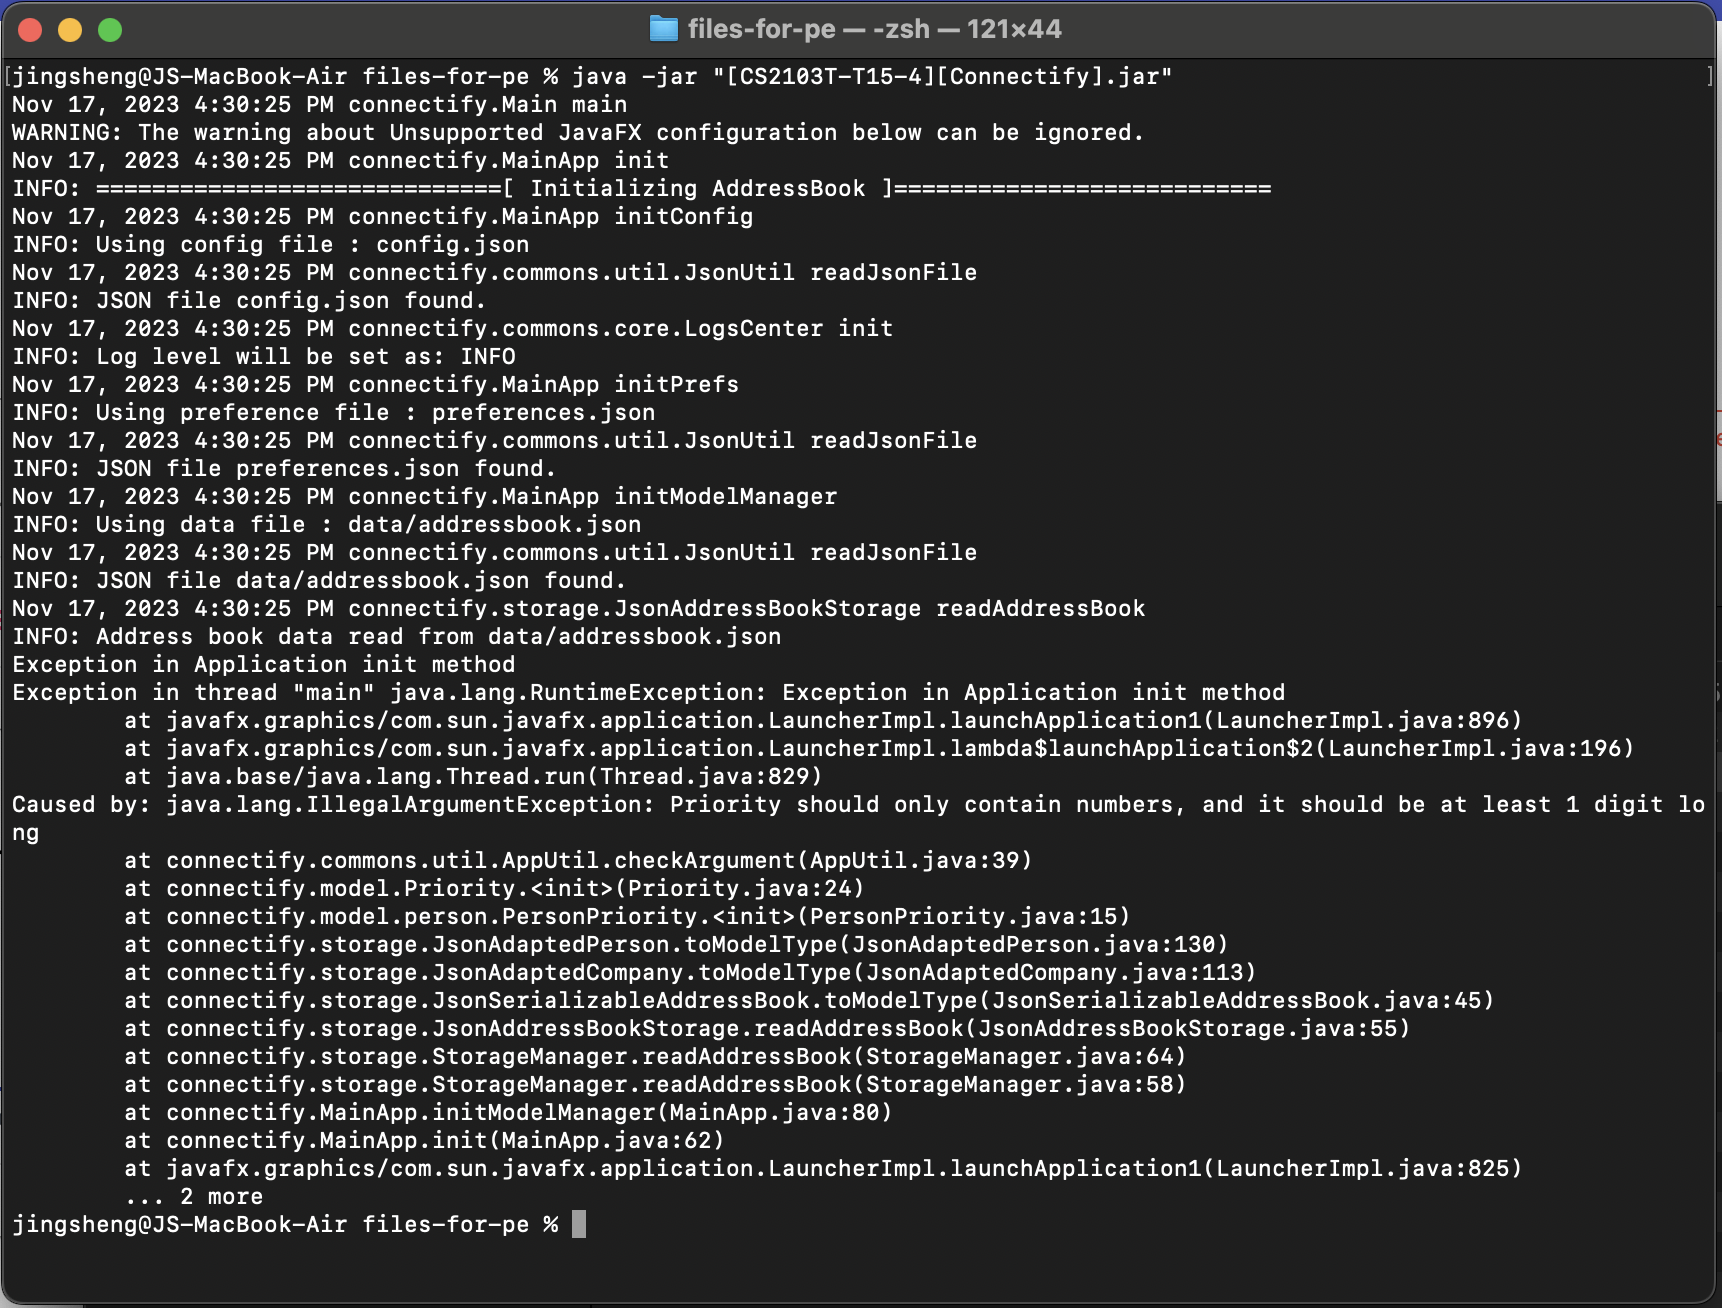 files-for-pe — -zsh — 121×44
[jingsheng@JS-MacBook-Air files-for-pe % java -jar "[CS2103T-T15-4][Connectify].jar" ]
Nov 17, 2023 4:30:25 PM connectify.Main main
WARNING: The warning about Unsupported JavaFX configuration below can be ignored.
Nov 17, 2023 4:30:25 PM connectify.MainApp init
INFO: =============================[ Initializing AddressBook ]===========================
Nov 17, 2023 4:30:25 PM connectify.MainApp initConfig
INFO: Using config file : config.json
Nov 17, 2023 4:30:25 PM connectify.commons.util.JsonUtil readJsonFile
INFO: JSON file config.json found.
Nov 17, 2023 4:30:25 PM connectify.commons.core.LogsCenter init
INFO: Log level will be set as: INFO
Nov 17, 2023 4:30:25 PM connectify.MainApp initPrefs
INFO: Using preference file : preferences.json
Nov 17, 2023 4:30:25 PM connectify.commons.util.JsonUtil readJsonFile
INFO: JSON file preferences.json found.
Nov 17, 2023 4:30:25 PM connectify.MainApp initModelManager
INFO: Using data file : data/addressbook.json
Nov 17, 2023 4:30:25 PM connectify.commons.util.JsonUtil readJsonFile
INFO: JSON file data/addressbook.json found.
Nov 17, 2023 4:30:25 PM connectify.storage.JsonAddressBookStorage readAddressBook
INFO: Address book data read from data/addressbook.json
Exception in Application init method
Exception in thread "main" java.lang.RuntimeException: Exception in Application init method
at javafx.graphics/com.sun.javafx.application.LauncherImpl.launchApplication1(LauncherImpl.java:896)
at javafx.graphics/com.sun.javafx.application.LauncherImpl.lambda$launchApplication$2(LauncherImpl.java:196)
at java.base/java.lang.Thread.run(Thread.java:829)
Caused by: java.lang.IllegalArgumentException: Priority should only contain numbers, and it should be at least 1 digit lo
ng
at connectify.commons.util.AppUtil.checkArgument(AppUtil.java:39)
at connectify.model.Priority.<init>(Priority.java:24)
at connectify.model.person.PersonPriority.<init>(PersonPriority.java:15)
at connectify.storage.JsonAdaptedPerson.toModelType(JsonAdaptedPerson.java:130)
at connectify.storage.JsonAdaptedCompany.toModelType(JsonAdaptedCompany.java:113)
at connectify.storage.JsonSerializableAddressBook.toModelType(JsonSerializableAddressBook.java:45)
at connectify.storage.JsonAddressBookStorage.readAddressBook(JsonAddressBookStorage.java:55)
at connectify.storage.StorageManager.readAddressBook(StorageManager.java:64)
at connectify.storage.StorageManager.readAddressBook(StorageManager.java:58)
at connectify.MainApp.initModelManager(MainApp.java:80)
at connectify.MainApp.init(MainApp.java:62)
at javafx.graphics/com.sun.javafx.application.LauncherImpl.launchApplication1(LauncherImpl.java:825)
... 2 more
jingsheng@JS-MacBook-Air files-for-pe %